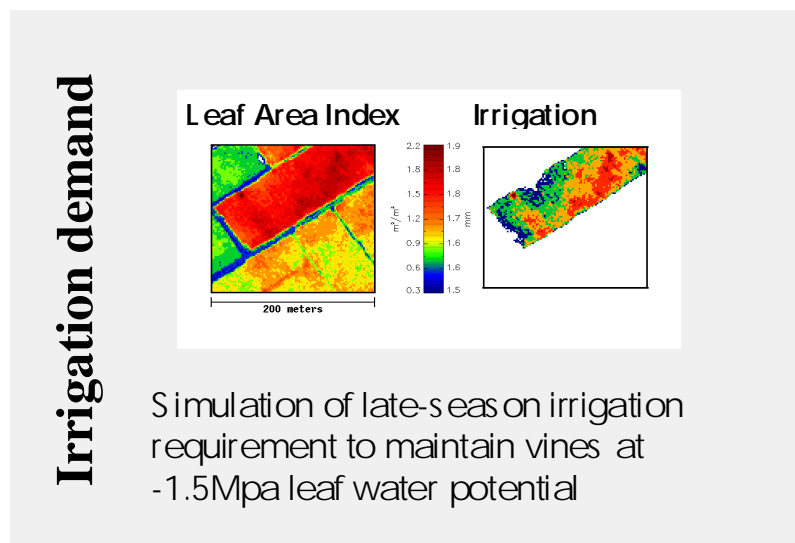 Irrigation demand
Leaf Area Index
Irrigation
2.2 1.9
1.8 1.8
1.5 1.8
1.2 1.7
0.9 1.6
0.6 1.6
0.3 1.5
m²/m²
mm
200 meters
Simulation of late-season irrigation
requirement to maintain vines at
-1.5Mpa leaf water potential